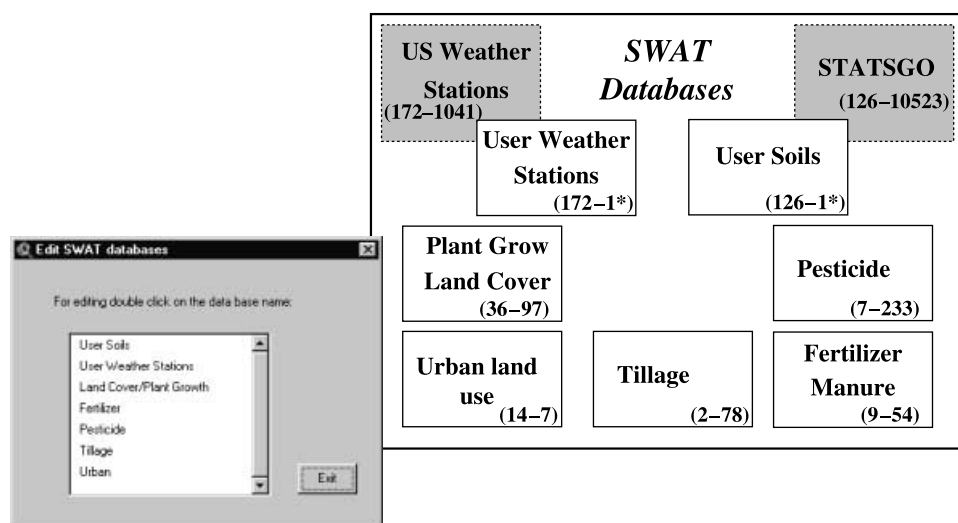 US Weather
Stations
(172–1041)
SWAT
Databases
STATSGO
(126–10523)
User Weather
Stations
(172–1*)
User Soils
(126–1*)
Plant Grow
Land Cover
(36–97)
Pesticide
(7–233)
Urban land
use
(14–7)
Tillage
(2–78)
Fertilizer
Manure
(9–54)
Edit SWAT databases
For editing double click on the data base name:
User Soils
User Weather Stations
Land Cover/Plant Growth
Fertilizer
Pesticide
Tillage
Urban
Exit